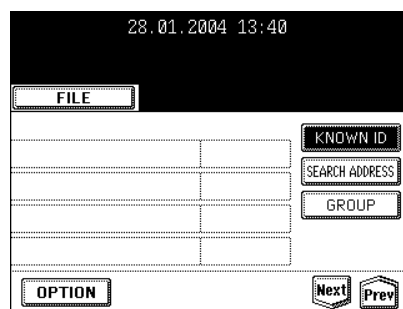 28.01.2004 13:40
FILE
KNOWN ID
SEARCH ADDRESS
GROUP
OPTION
Next
Prev